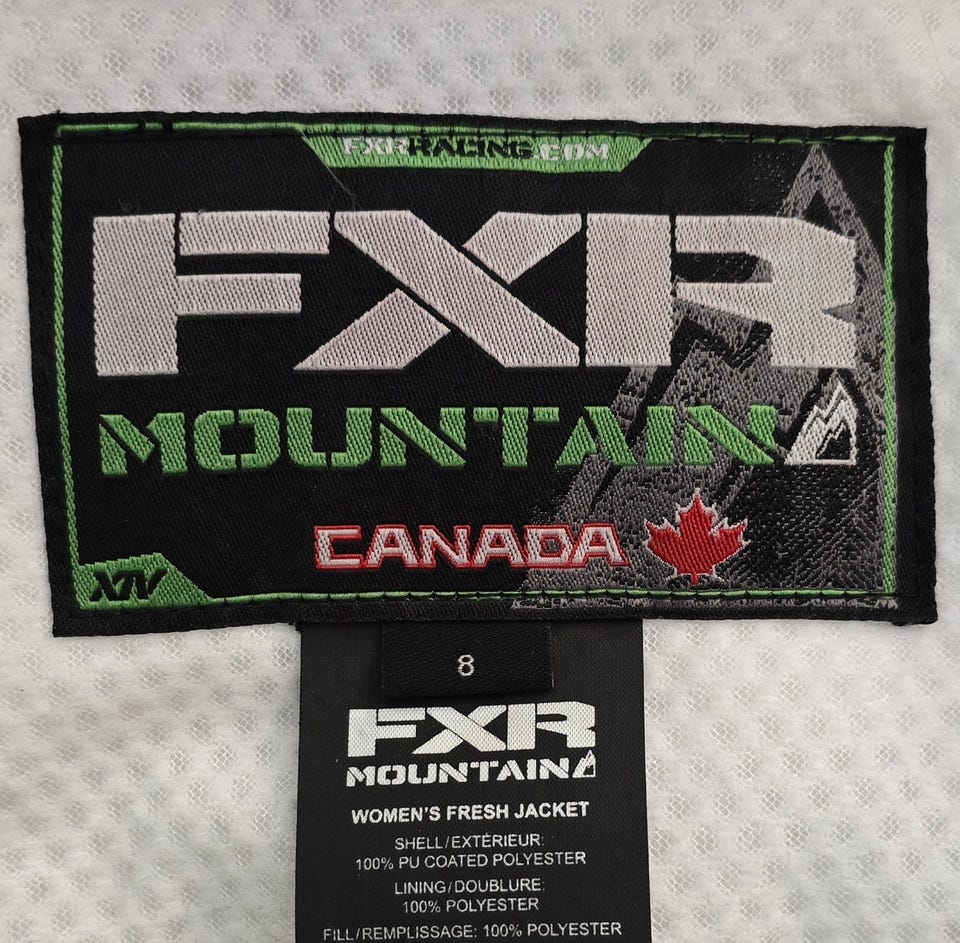 FXRRACING.COM
FXR
MOUNTAIN
CANADA
XIV
8
FXR
MOUNTAIN
WOMEN'S FRESH JACKET
SHELL/EXTÉRIEUR:
100% PU COATED POLYESTER
LINING/DOUBLURE:
100% POLYESTER
FILL/REMPLISSAGE: 100% POLYESTER